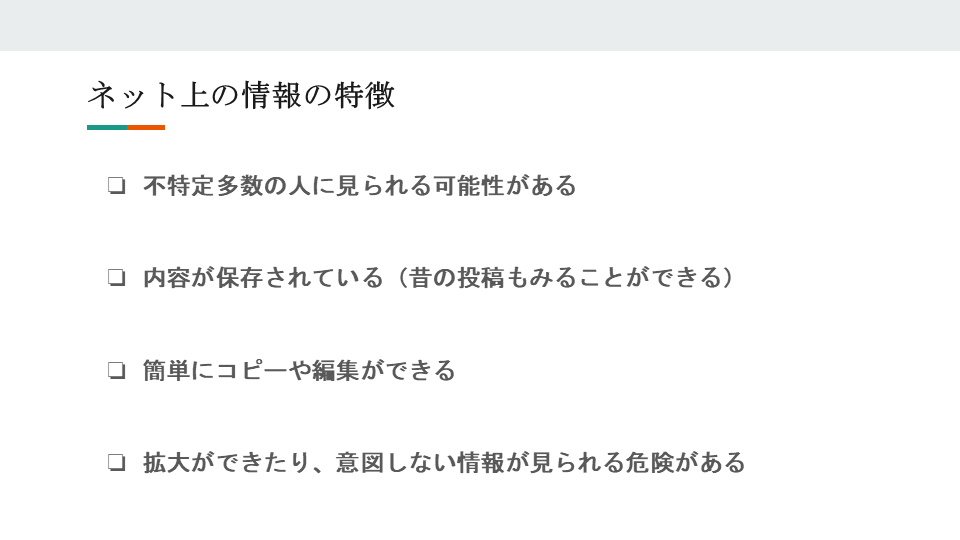 ネット上の情報の特徴
❏ 不特定多数の人に見られる可能性がある
❏ 内容が保存されている（昔の投稿もみることができる）
❏ 簡単にコピーや編集ができる
❏ 拡大ができたり、意図しない情報が見られる危険がある